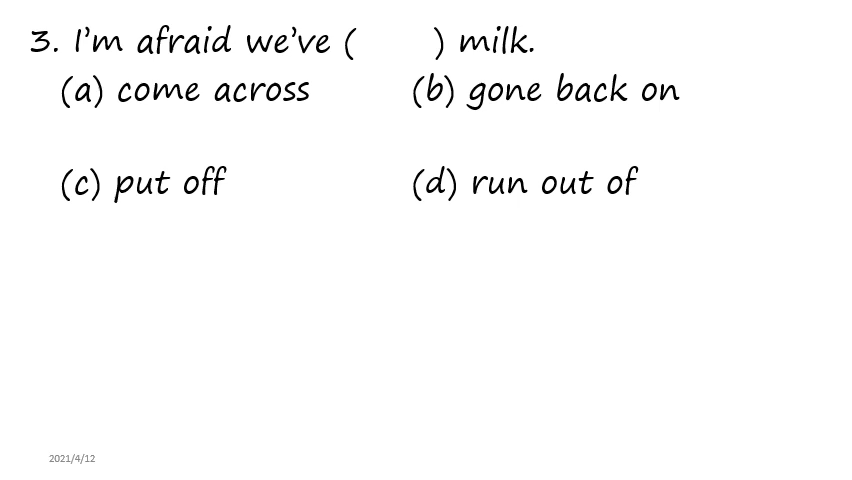 3. I'm afraid we've (        ) milk.
(a) come across (b) gone back on
(c) put off (d) run out of
2021/4/12